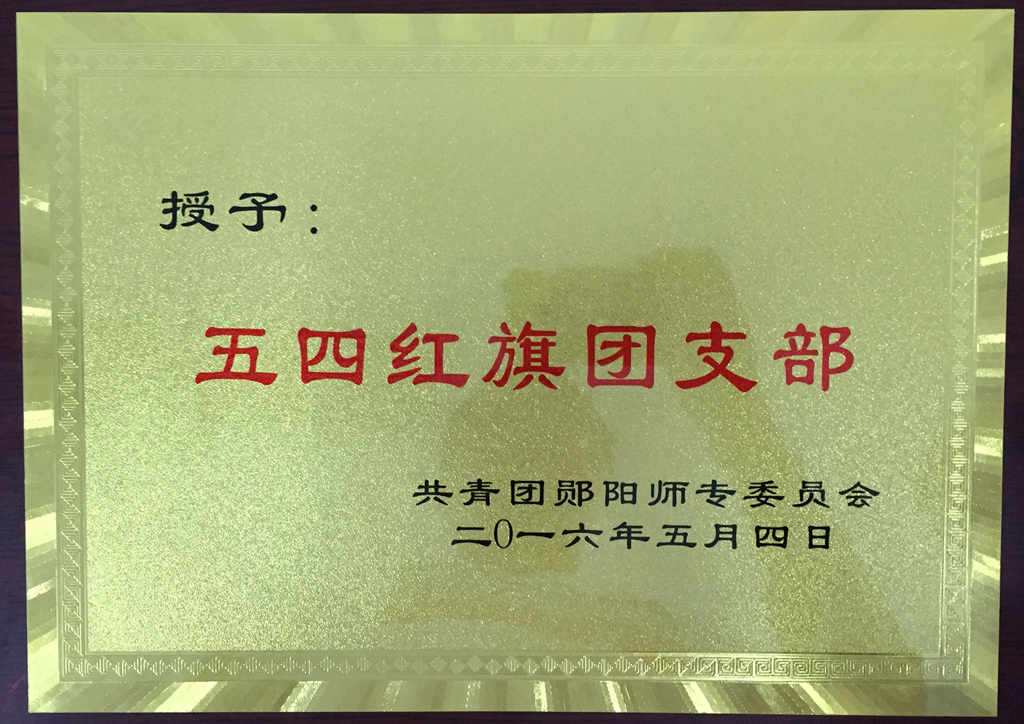 授予：
五四红旗团支部
共青团郧阳师专委员会
二0一六年五月四日